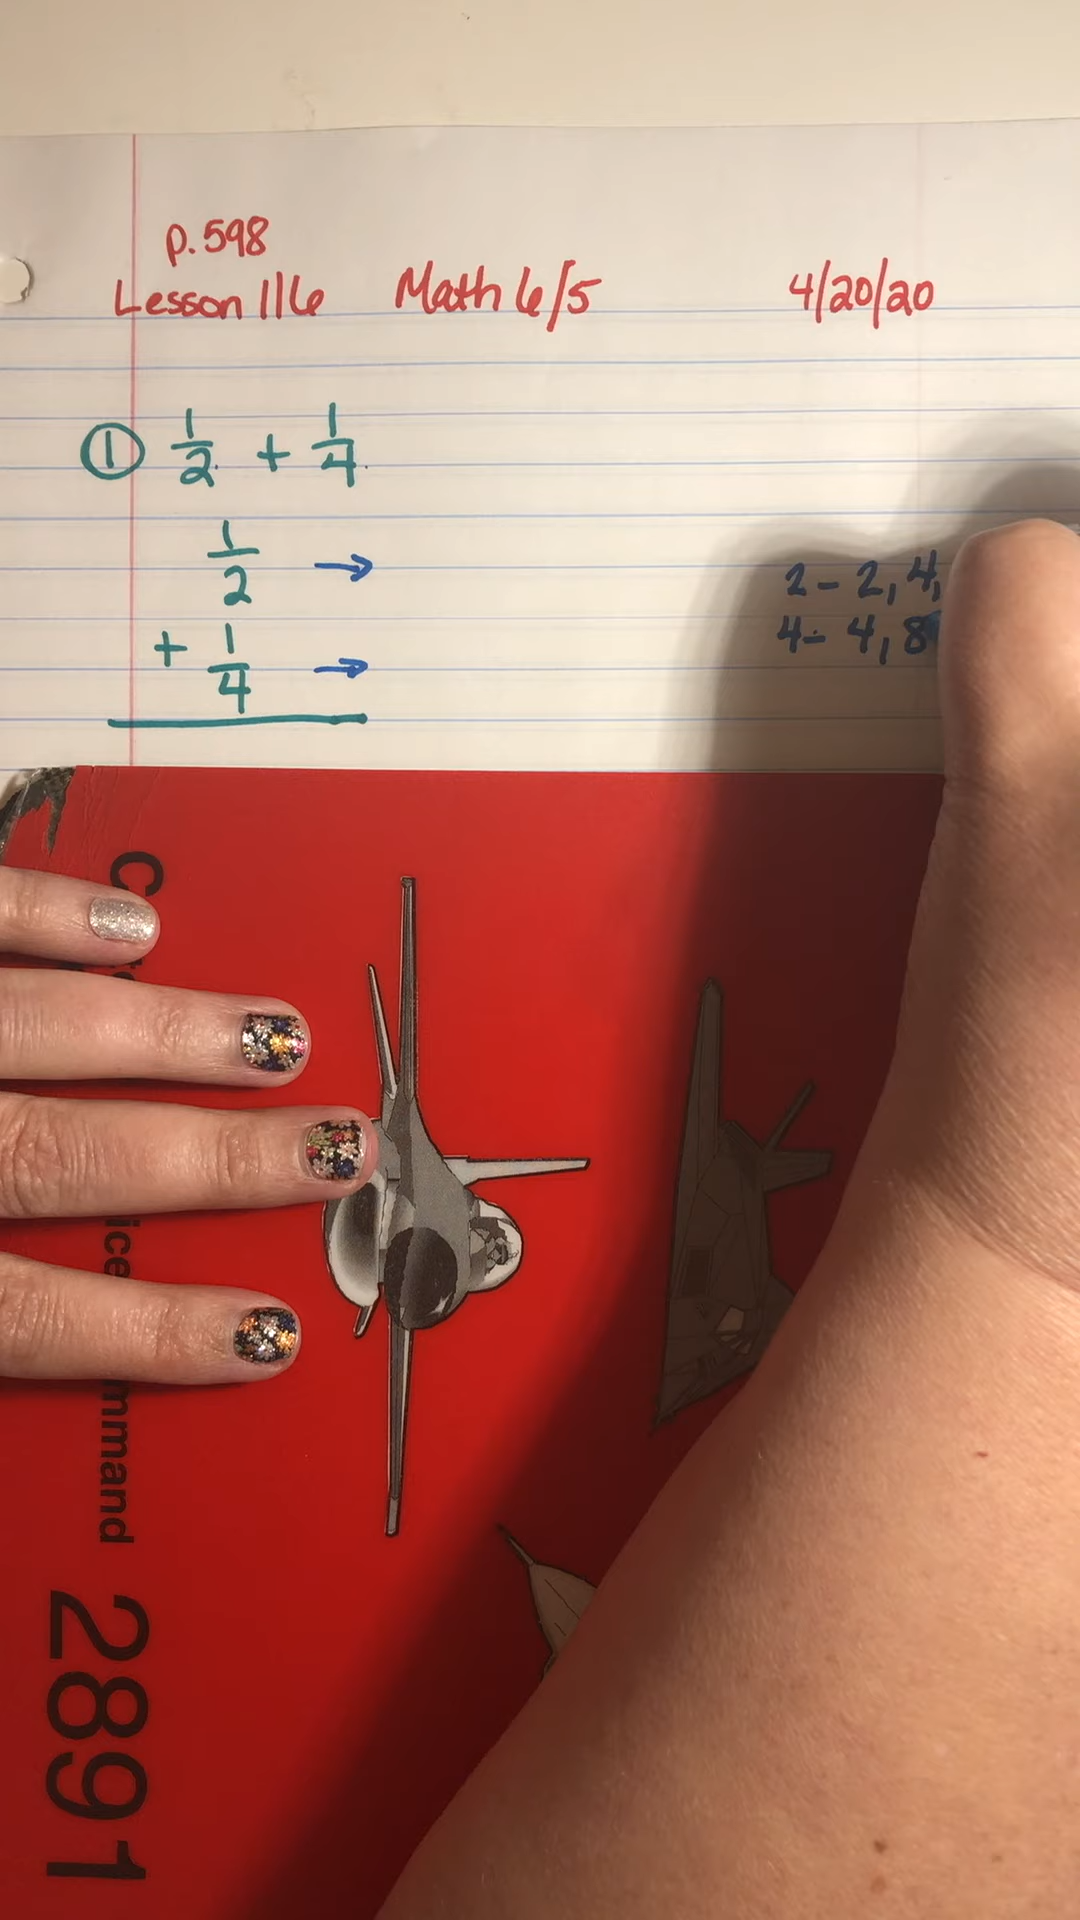 p.598
Lesson 116 Math 6/5 4/20/20
① 1/2 + 1/4
1/2 →
+ 1/4 →
2 - 2, 4,
4 - 4, 8
2891